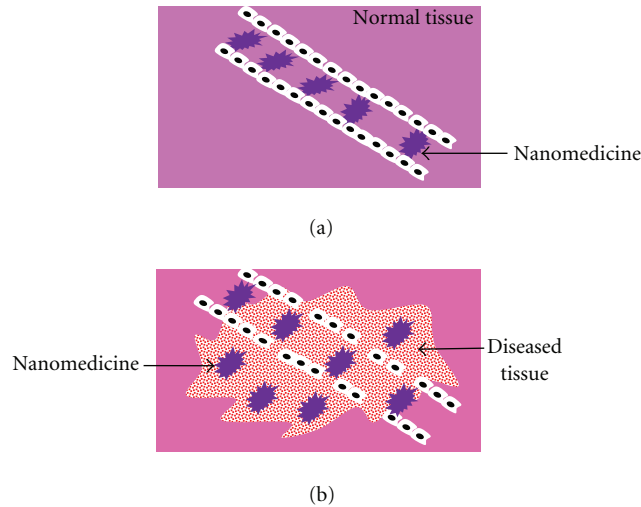 Normal tissue
Nanomedicine
(a)
Nanomedicine
Diseased
tissue
(b)